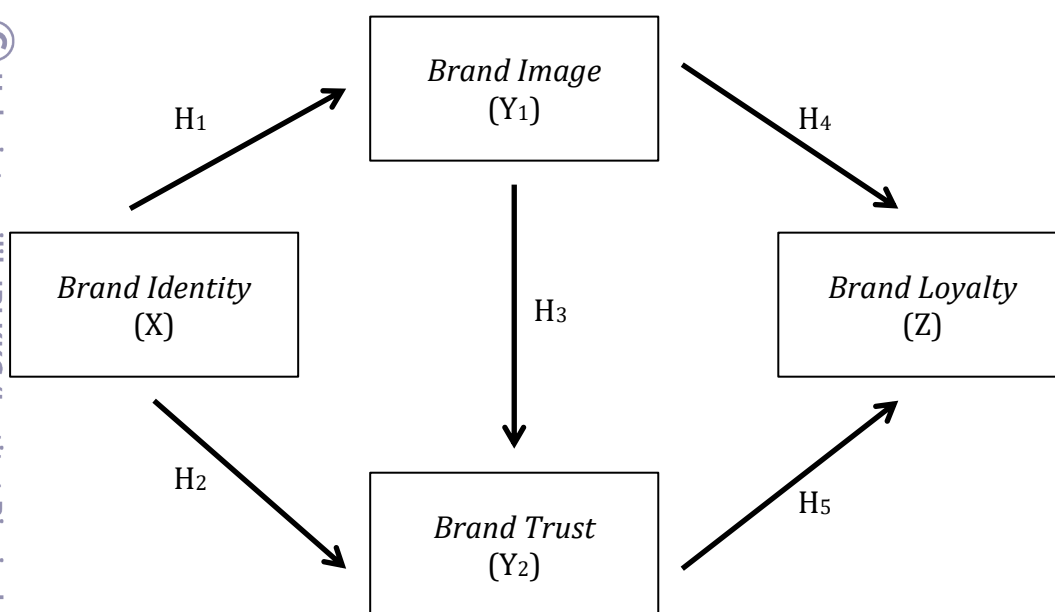 Brand Image
(Y1)
H1
H4
Brand Identity
(X)
H3
Brand Loyalty
(Z)
H2
H5
Brand Trust
(Y2)